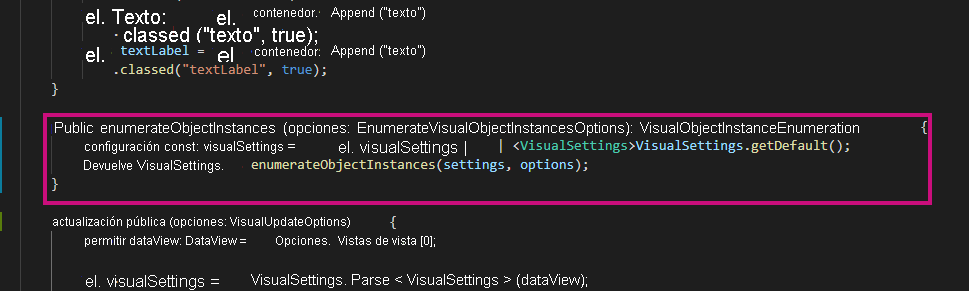 el. Texto: el. contenedor. Append ("texto")
· classed ("texto", true);
el. textLabel = el contenedor: Append ("texto")
.classed("textLabel", true);
}
Public enumerateObjectInstances (opciones: EnumerateVisualObjectInstancesOptions): VisualObjectInstanceEnumeration {
configuración const: visualSettings = el. visualSettings | | <VisualSettings>VisualSettings.getDefault();
Devuelve VisualSettings. enumerateObjectInstances(settings, options);
}
actualización pública (opciones: VisualUpdateOptions) {
permitir dataView: DataView = Opciones. Vistas de vista [0];
el. visualSettings = VisualSettings. Parse < VisualSettings > (dataView);